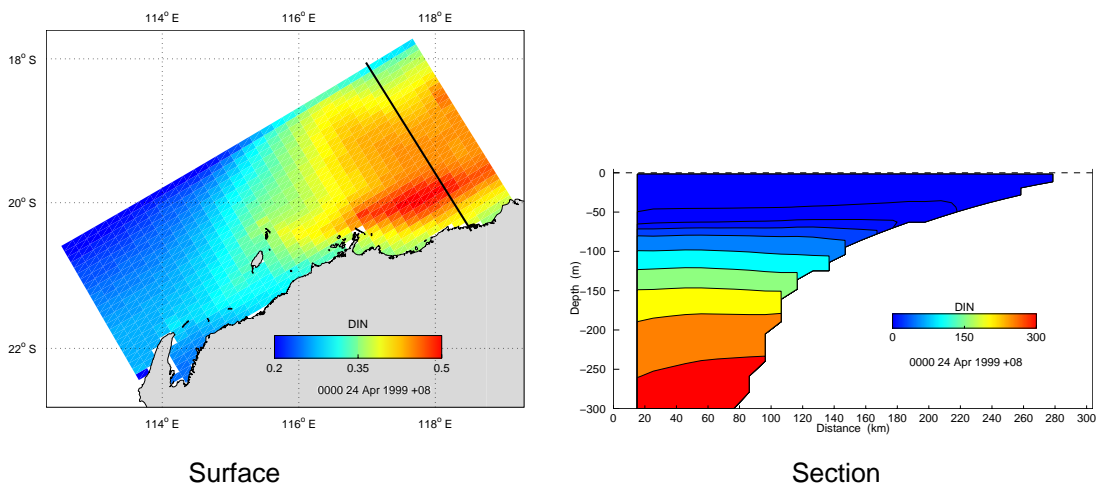 114° E 116° E 118° E
18° S
20° S
22° S
DIN
0.2 0.35 0.5
0000 24 Apr 1999 +08
114° E 116° E 118° E
Surface
0
−50
−100
−150
−200
−250
−300
Depth (m)
DIN
0 150 300
0000 24 Apr 1999 +08
0 20 40 60 80 100 120 140 160 180 200 220 240 260 280 300
Distance (km)
Section